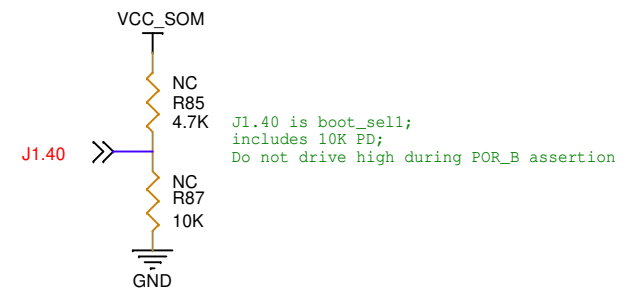 VCC_SOM
NC
R85
4.7K
J1.40 is boot_sel1;
includes 10K PD;
Do not drive high during POR_B assertion
J1.40
NC
R87
10K
GND